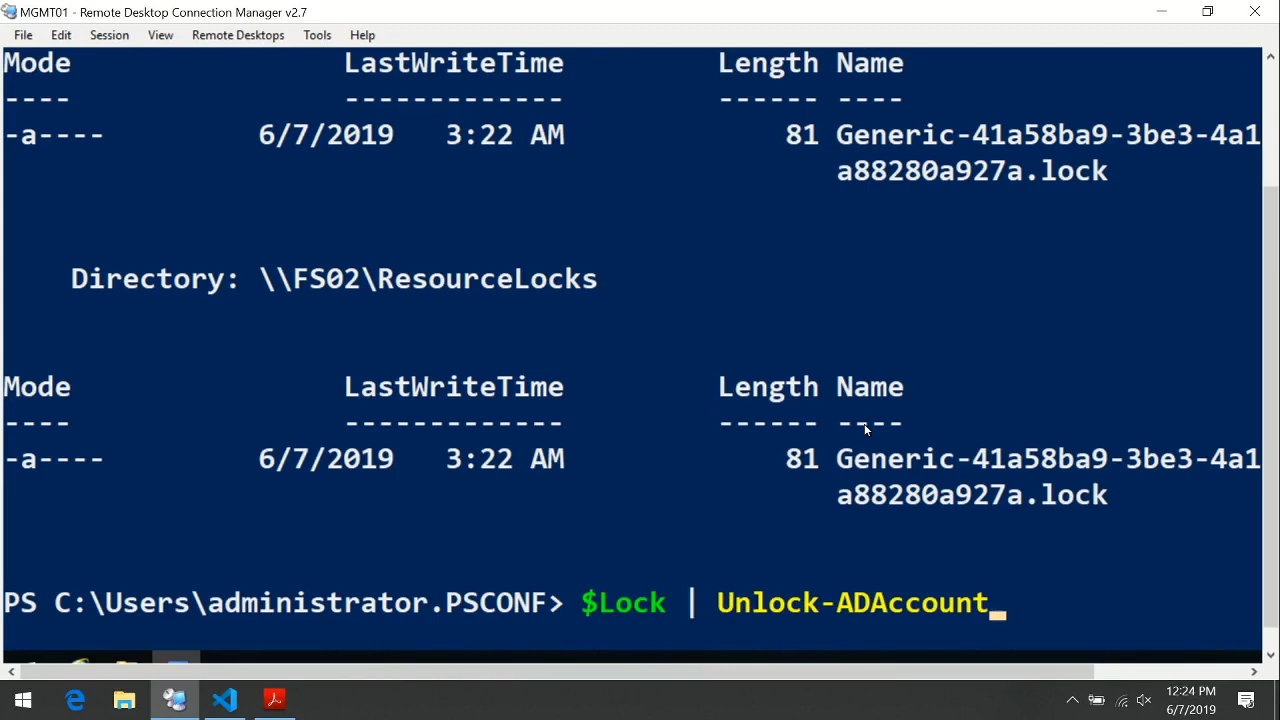 MGMT01 - Remote Desktop Connection Manager v2.7
File Edit Session View Remote Desktops Tools Help
Mode LastWriteTime Length Name
---- ------------- ------ ----
-a---- 6/7/2019 3:22 AM 81 Generic-41a58ba9-3be3-4a1
a88280a927a.lock
Directory: \\FS02\ResourceLocks
Mode LastWriteTime Length Name
---- ------------- ------ ----
-a---- 6/7/2019 3:22 AM 81 Generic-41a58ba9-3be3-4a1
a88280a927a.lock
PS C:\Users\administrator.PSCONF> $Lock | Unlock-ADAccount
12:24 PM
6/7/2019